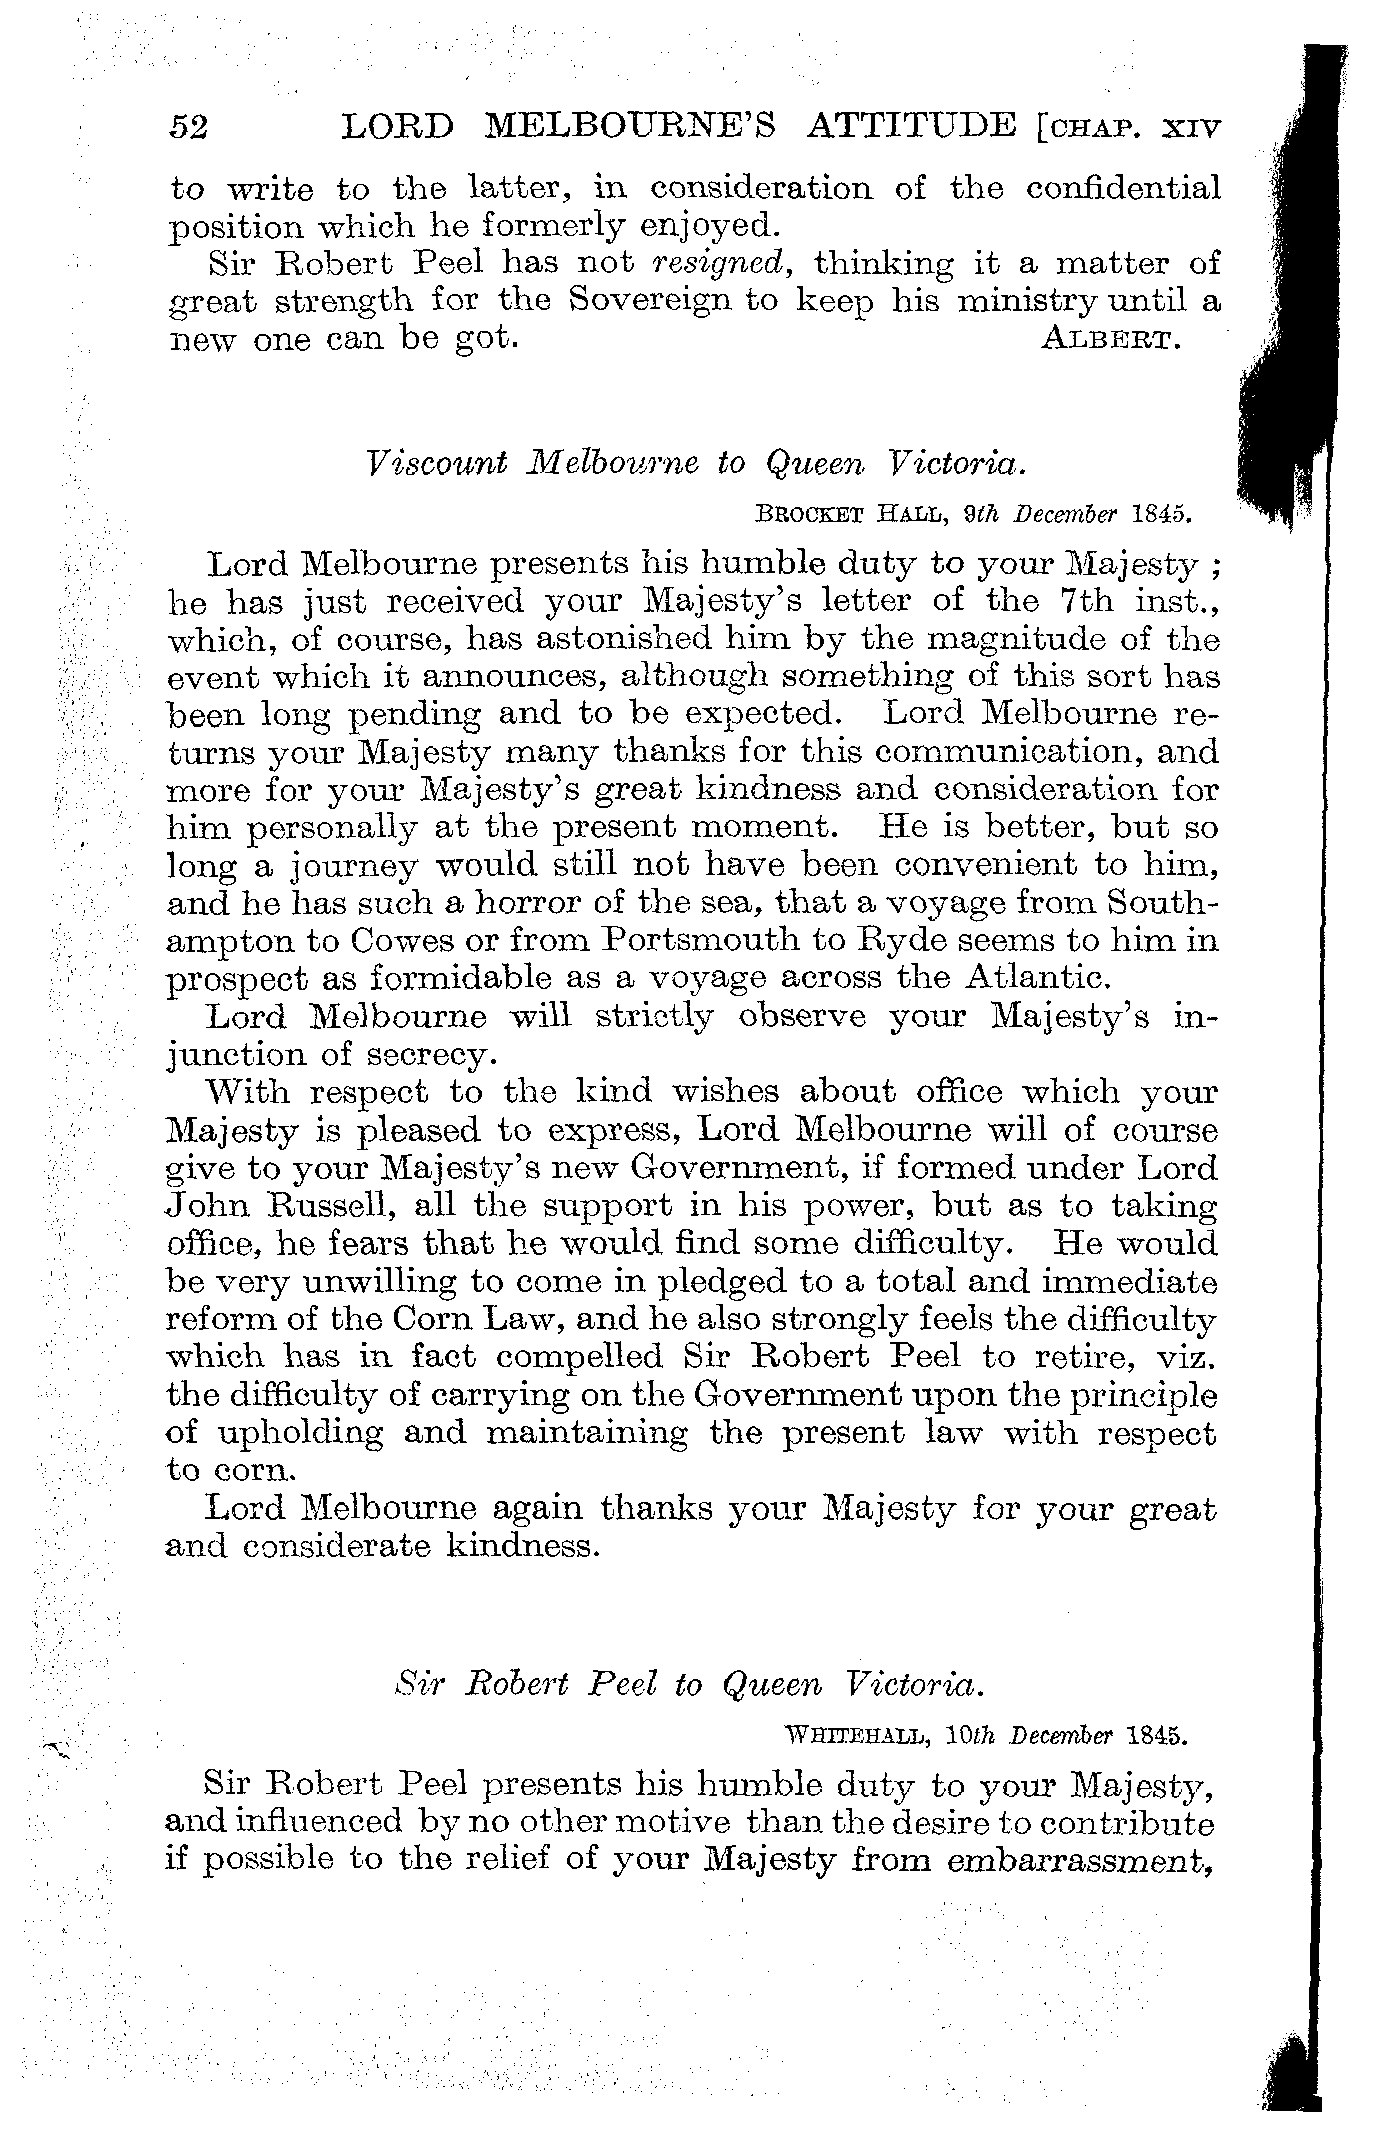 52 LORD MELBOURNE'S ATTITUDE [CHAP. XIV
to write to the latter, in consideration of the confidential
position which he formerly enjoyed.
Sir Robert Peel has not resigned, thinking it a matter of
great strength for the Sovereign to keep his ministry until a
new one can be got. ALBERT.
Viscount Melbourne to Queen Victoria.
BROCKET HALL, 9th December 1845.
Lord Melbourne presents his humble duty to your Majesty ;
he has just received your Majesty's letter of the 7th inst.,
which, of course, has astonished him by the magnitude of the
event which it announces, although something of this sort has
been long pending and to be expected. Lord Melbourne re-
turns your Majesty many thanks for this communication, and
more for your Majesty's great kindness and consideration for
him personally at the present moment. He is better, but so
long a journey would still not have been convenient to him,
and he has such a horror of the sea, that a voyage from South-
ampton to Cowes or from Portsmouth to Ryde seems to him in
prospect as formidable as a voyage across the Atlantic.
Lord Melbourne will strictly observe your Majesty's in-
junction of secrecy.
With respect to the kind wishes about office which your
Majesty is pleased to express, Lord Melbourne will of course
give to your Majesty's new Government, if formed under Lord
John Russell, all the support in his power, but as to taking
office, he fears that he would find some difficulty. He would
be very unwilling to come in pledged to a total and immediate
reform of the Corn Law, and he also strongly feels the difficulty
which has in fact compelled Sir Robert Peel to retire, viz.
the difficulty of carrying on the Government upon the principle
of upholding and maintaining the present law with respect
to corn.
Lord Melbourne again thanks your Majesty for your great
and considerate kindness.
Sir Robert Peel to Queen Victoria.
WHITEHALL, 10th December 1845.
Sir Robert Peel presents his humble duty to your Majesty,
and influenced by no other motive than the desire to contribute
if possible to the relief of your Majesty from embarrassment,